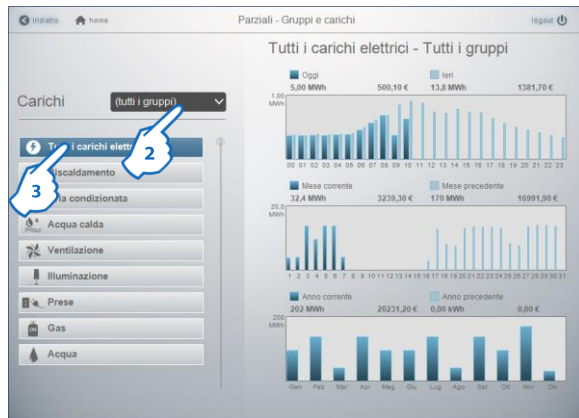 indietro home Parziali - Gruppi e carichi logout
Tutti i carichi elettrici - Tutti i gruppi
Carichi (tutti i gruppi)
2
Tutti i carichi
3
Riscaldamento
condizionata
Acqua calda
Ventilazione
Illuminazione
Prese
Gas
Acqua
Oggi Ieri
5,00 MWh 500,10 € 13,8 MWh 1381,70 €
1,00
MWh
00 01 02 03 04 05 06 07 08 09 10 11 12 13 14 15 16 17 18 19 20 21 22 23
Mese corrente Mese precedente
32,4 MWh 3239,30 € 170 MWh 16991,90 €
20,0
MWh
1 2 3 4 5 6 7 8 9 10 11 12 13 14 15 16 17 18 19 20 21 22 23 24 25 26 27 28 29 30 31
Anno corrente Anno precedente
202 MWh 20231,20 € 0,00 kWh 0,00 €
200
MWh
Gen Feb Mar Apr Mag Giu Lug Ago Set Ott Nov Dic